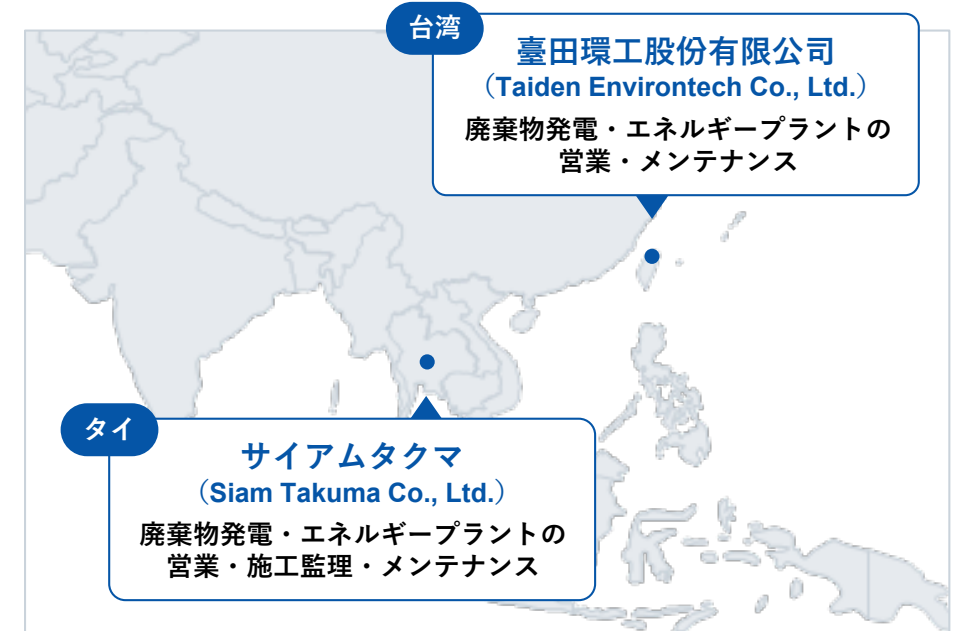 台湾
臺田環工股份有限公司
（Taiden Environtech Co., Ltd.）
廃棄物発電・エネルギープラントの
営業・メンテナンス
タイ
サイアムタクマ
（Siam Takuma Co., Ltd.）
廃棄物発電・エネルギープラントの
営業・施工監理・メンテナンス